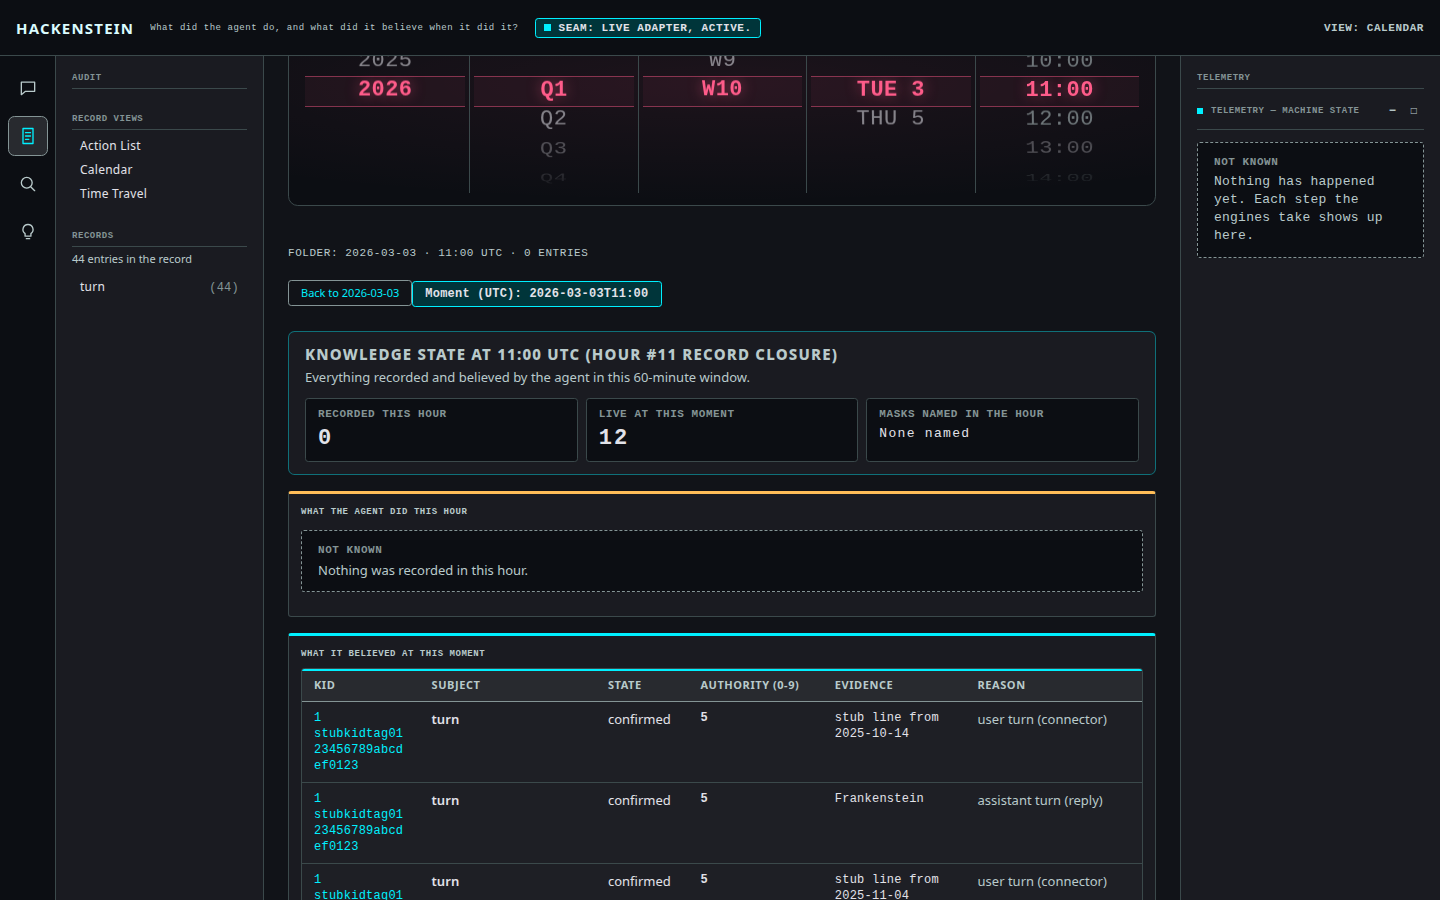 HACKENSTEIN What did the agent do, and what did it believe when it did it? SEAM: LIVE ADAPTER, ACTIVE. VIEW: CALENDAR
AUDIT
RECORD VIEWS
Action List
Calendar
Time Travel
RECORDS
44 entries in the record
turn (44)
2025 W9 10:00
2026 Q1 W10 TUE 3 11:00
Q2 THU 5 12:00
Q3 13:00
Q4 14:00
FOLDER: 2026-03-03 · 11:00 UTC · 0 ENTRIES
Back to 2026-03-03 Moment (UTC): 2026-03-03T11:00
KNOWLEDGE STATE AT 11:00 UTC (HOUR #11 RECORD CLOSURE)
Everything recorded and believed by the agent in this 60-minute window.
RECORDED THIS HOUR
0
LIVE AT THIS MOMENT
12
MASKS NAMED IN THE HOUR
None named
WHAT THE AGENT DID THIS HOUR
NOT KNOWN
Nothing was recorded in this hour.
WHAT IT BELIEVED AT THIS MOMENT
KID SUBJECT STATE AUTHORITY (0-9) EVIDENCE REASON
1 turn confirmed 5 stub line from user turn (connector)
stubkidtag01 2025-10-14
23456789abcd
ef0123
1 turn confirmed 5 Frankenstein assistant turn (reply)
stubkidtag01
23456789abcd
ef0123
1 turn confirmed 5 stub line from user turn (connector)
stubkidtag01 2025-11-04
TELEMETRY
TELEMETRY — MACHINE STATE
NOT KNOWN
Nothing has happened
yet. Each step the
engines take shows up
here.